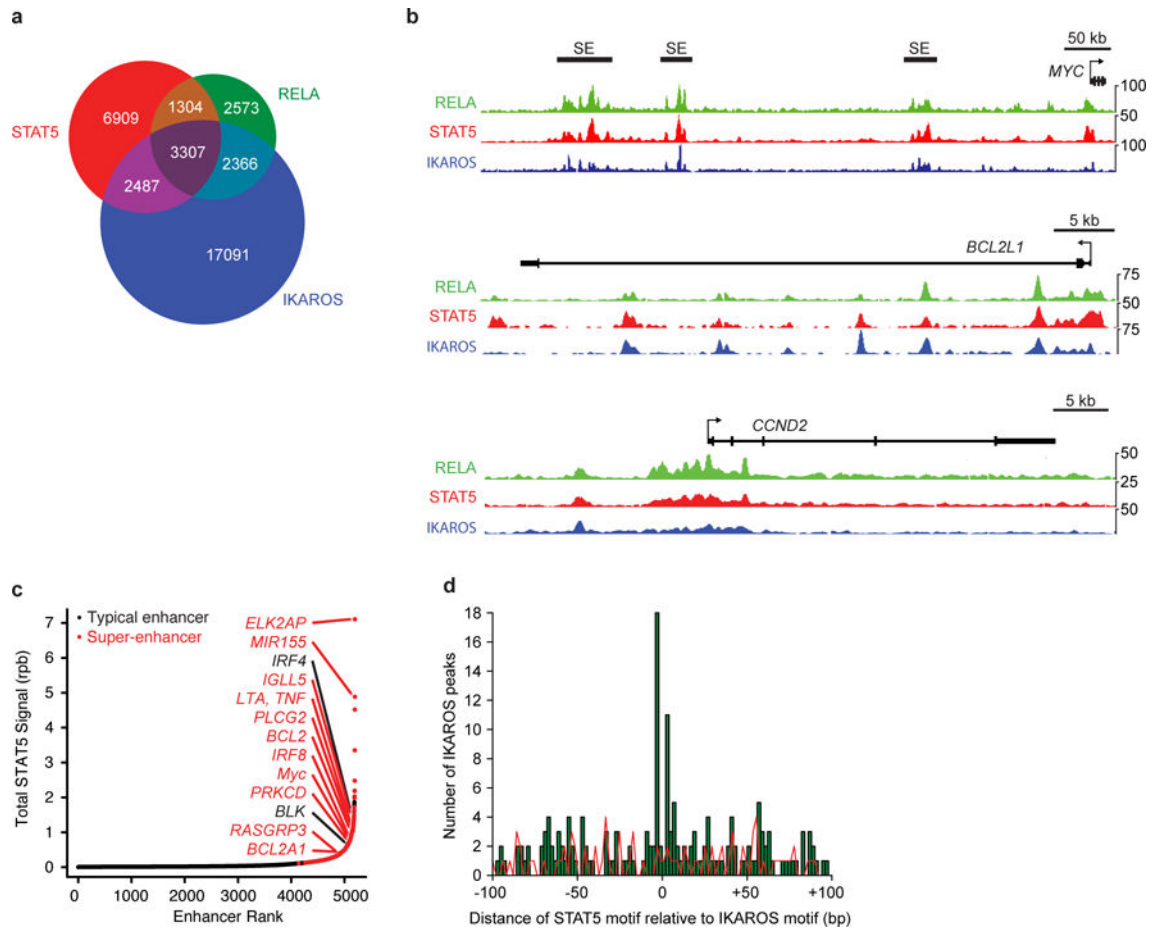 a
STAT5
RELA
IKAROS
6909
1304
2573
3307
2487
2366
17091
b
SE
SE
SE
50 kb
MYC
RELA
100
STAT5
50
IKAROS
100
5 kb
BCL2L1
RELA
75
STAT5
50
IKAROS
75
5 kb
CCND2
RELA
50
STAT5
25
IKAROS
50
c
Total STAT5 Signal (rpb)
7
6
5
4
3
2
1
0
Typical enhancer
Super-enhancer
ELK2AP
MIR155
IRF4
IGLL5
LTA, TNF
PLCG2
BCL2
IRF8
Myc
PRKCD
BLK
RASGRP3
BCL2A1
0 1000 2000 3000 4000 5000
Enhancer Rank
d
Number of IKAROS peaks
18
16
14
12
10
8
6
4
2
0
-100 -50 0 +50 +100
Distance of STAT5 motif relative to IKAROS motif (bp)